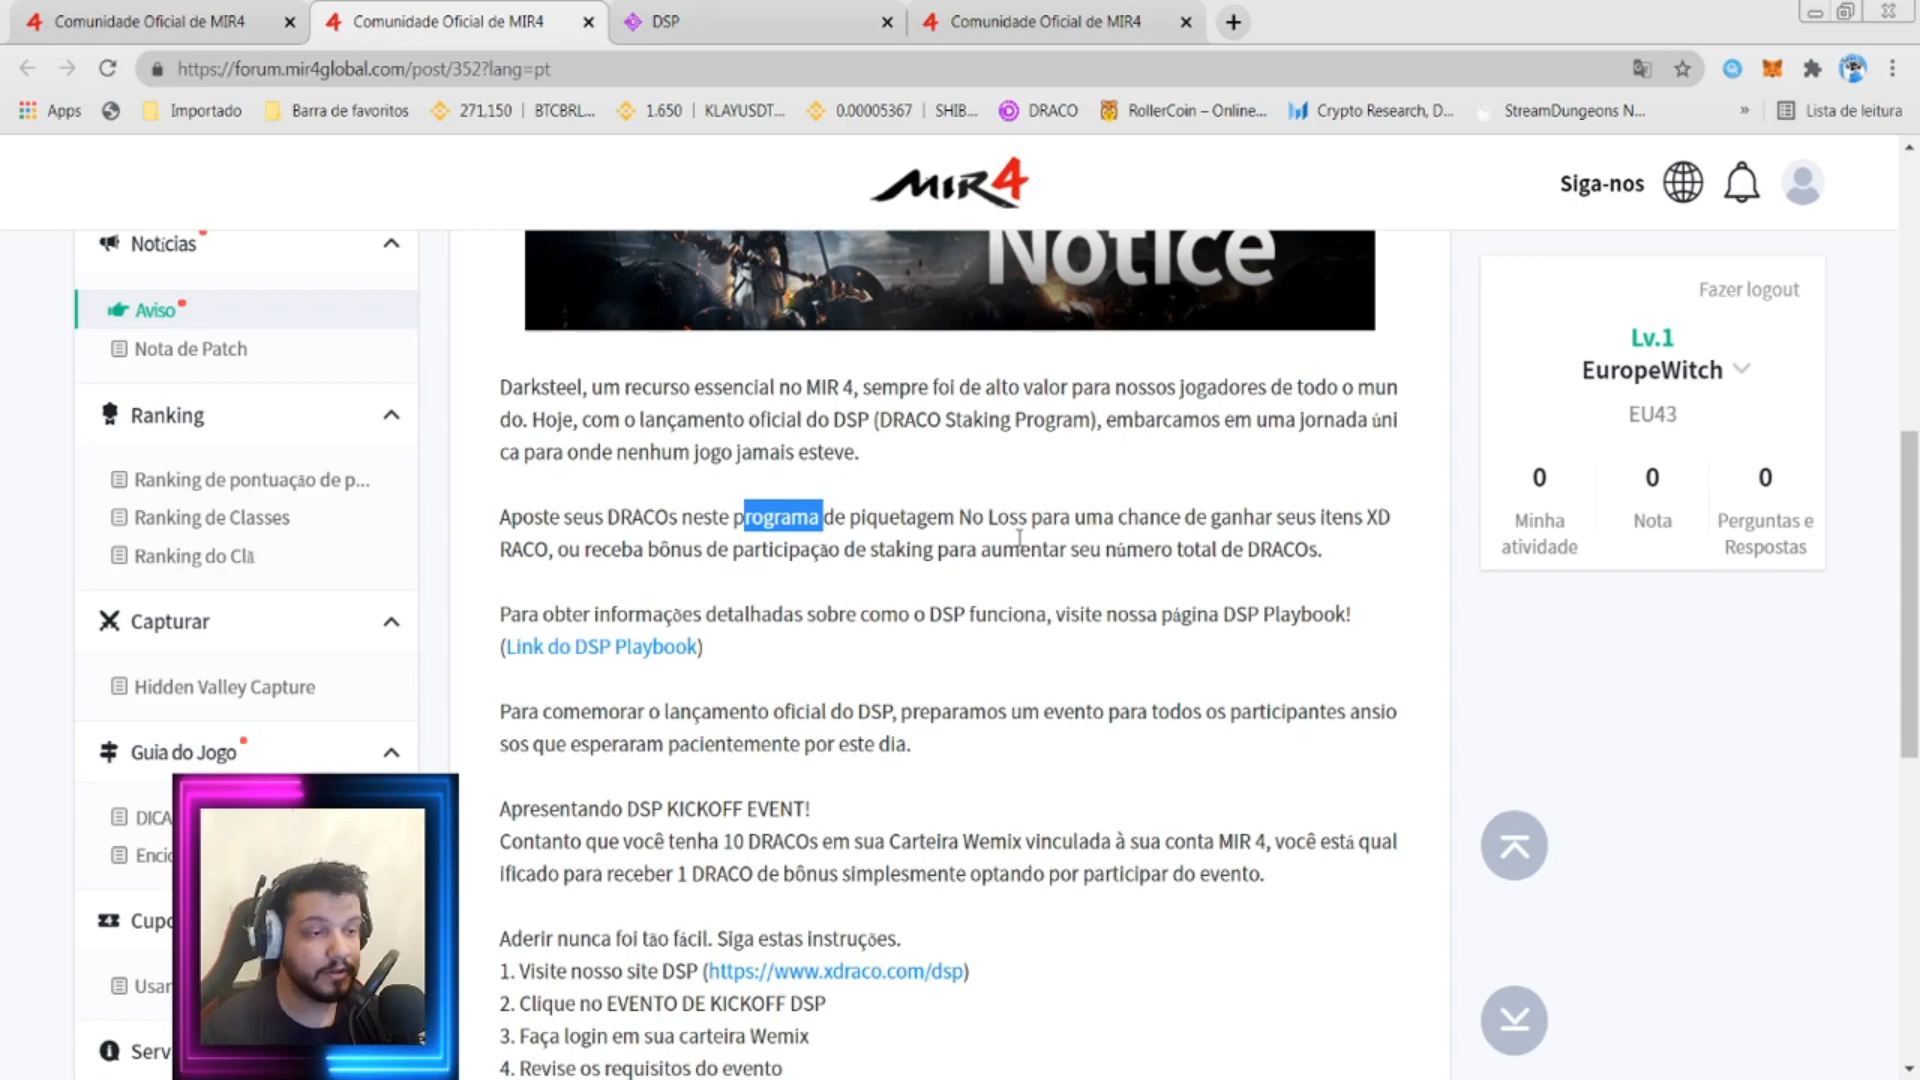 Comunidade Oficial de MIR4
Comunidade Oficial de MIR4
DSP
Comunidade Oficial de MIR4
https://forum.mir4global.com/post/352?lang=pt
Apps
Importado
Barra de favoritos
271,150 | BTCBRL...
1.650 | KLAYUSDT...
0.00005367 | SHIB...
DRACO
RollerCoin – Online...
Crypto Research, D...
StreamDungeons N...
»
Lista de leitura
MIR4
Siga-nos
Notícias
Aviso
Nota de Patch
Ranking
Ranking de pontuação de p...
Ranking de Classes
Ranking do Clã
Capturar
Hidden Valley Capture
Guia do Jogo
DICA
Encic
Cupo
Usar
Serv
Notice
Darksteel, um recurso essencial no MIR 4, sempre foi de alto valor para nossos jogadores de todo o mun
do. Hoje, com o lançamento oficial do DSP (DRACO Staking Program), embarcamos em uma jornada úni
ca para onde nenhum jogo jamais esteve.
Aposte seus DRACOs neste programa de piquetagem No Loss para uma chance de ganhar seus itens XD
RACO, ou receba bônus de participação de staking para aumentar seu número total de DRACOs.
Para obter informações detalhadas sobre como o DSP funciona, visite nossa página DSP Playbook!
(Link do DSP Playbook)
Para comemorar o lançamento oficial do DSP, preparamos um evento para todos os participantes ansio
sos que esperaram pacientemente por este dia.
Apresentando DSP KICKOFF EVENT!
Contanto que você tenha 10 DRACOs em sua Carteira Wemix vinculada à sua conta MIR 4, você está qual
ificado para receber 1 DRACO de bônus simplesmente optando por participar do evento.
Aderir nunca foi tão fácil. Siga estas instruções.
1. Visite nosso site DSP (https://www.xdraco.com/dsp)
2. Clique no EVENTO DE KICKOFF DSP
3. Faça login em sua carteira Wemix
4. Revise os requisitos do evento
Fazer logout
Lv.1
EuropeWitch
EU43
0
0
0
Minha
atividade
Nota
Perguntas e
Respostas